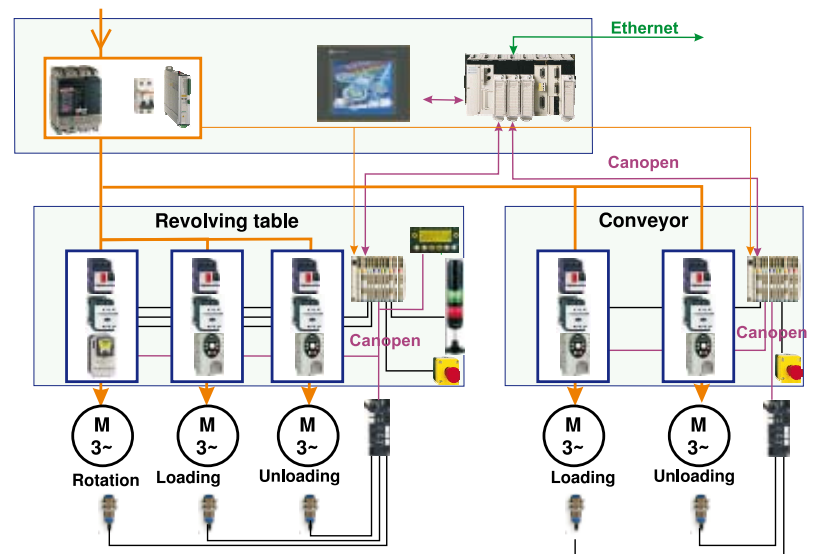 Ethernet
Canopen
Revolving table
Conveyor
Canopen
Canopen
M
3~
M
3~
M
3~
M
3~
M
3~
Rotation
Loading
Unloading
Loading
Unloading